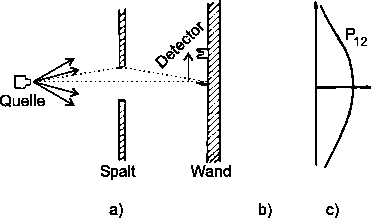 P12
Detector
Quelle
Spalt
Wand
a)
b)
c)